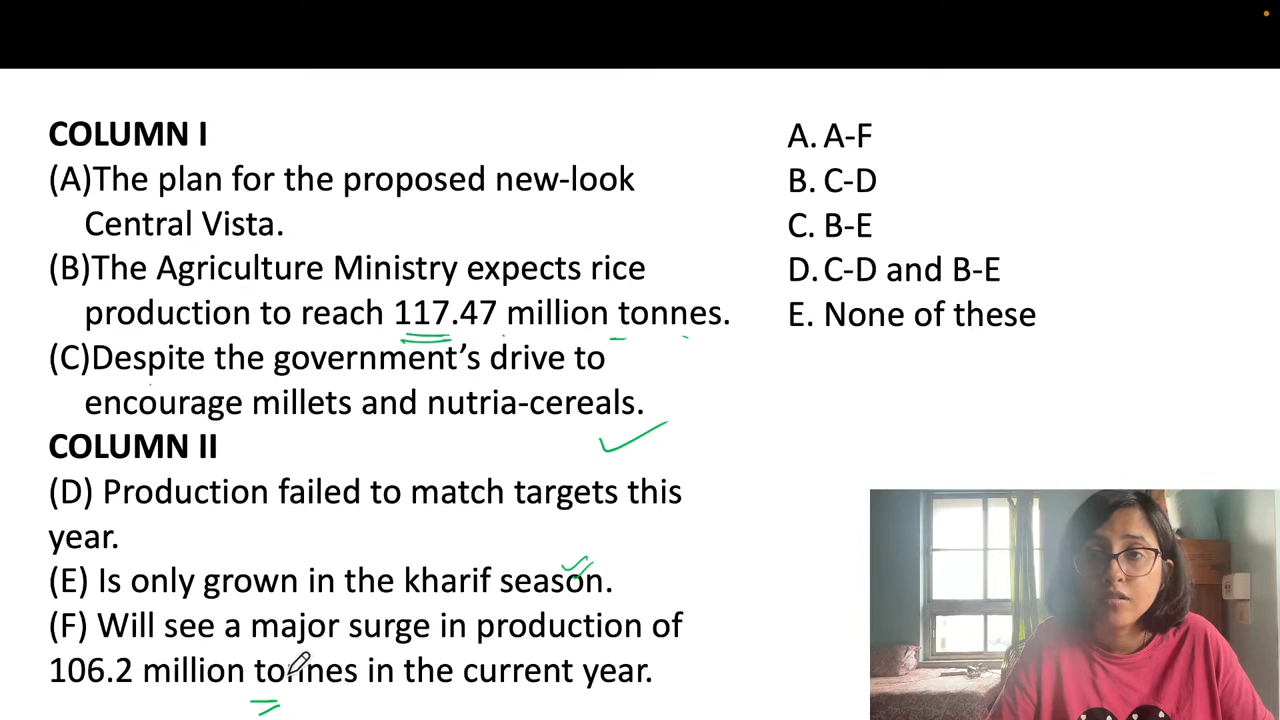 COLUMN I
(A)The plan for the proposed new-look
Central Vista.
(B)The Agriculture Ministry expects rice
production to reach 117.47 million tonnes.
(C)Despite the government’s drive to
encourage millets and nutria-cereals.
COLUMN II
(D) Production failed to match targets this
year.
(E) Is only grown in the kharif season.
(F) Will see a major surge in production of
106.2 million tonnes in the current year.
A. A-F
B. C-D
C. B-E
D. C-D and B-E
E. None of these